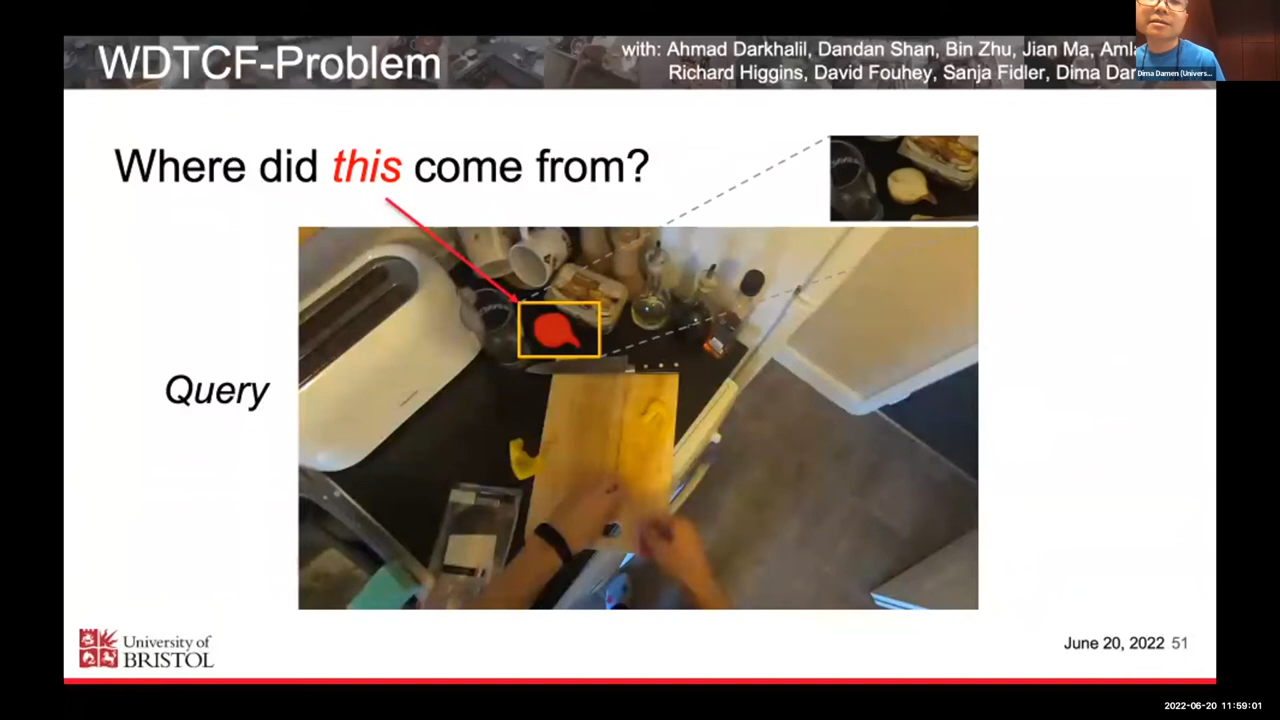 WDTCF-Problem
with: Ahmad Darkhalil, Dandan Shan, Bin Zhu, Jian Ma,
Richard Higgins, David Fouhey, Sanja Fidler, Dima
Dima Damen (Univers...
Where did this come from?
Query
University of
BRISTOL
June 20, 2022 51
2022-06-20 11:59:01